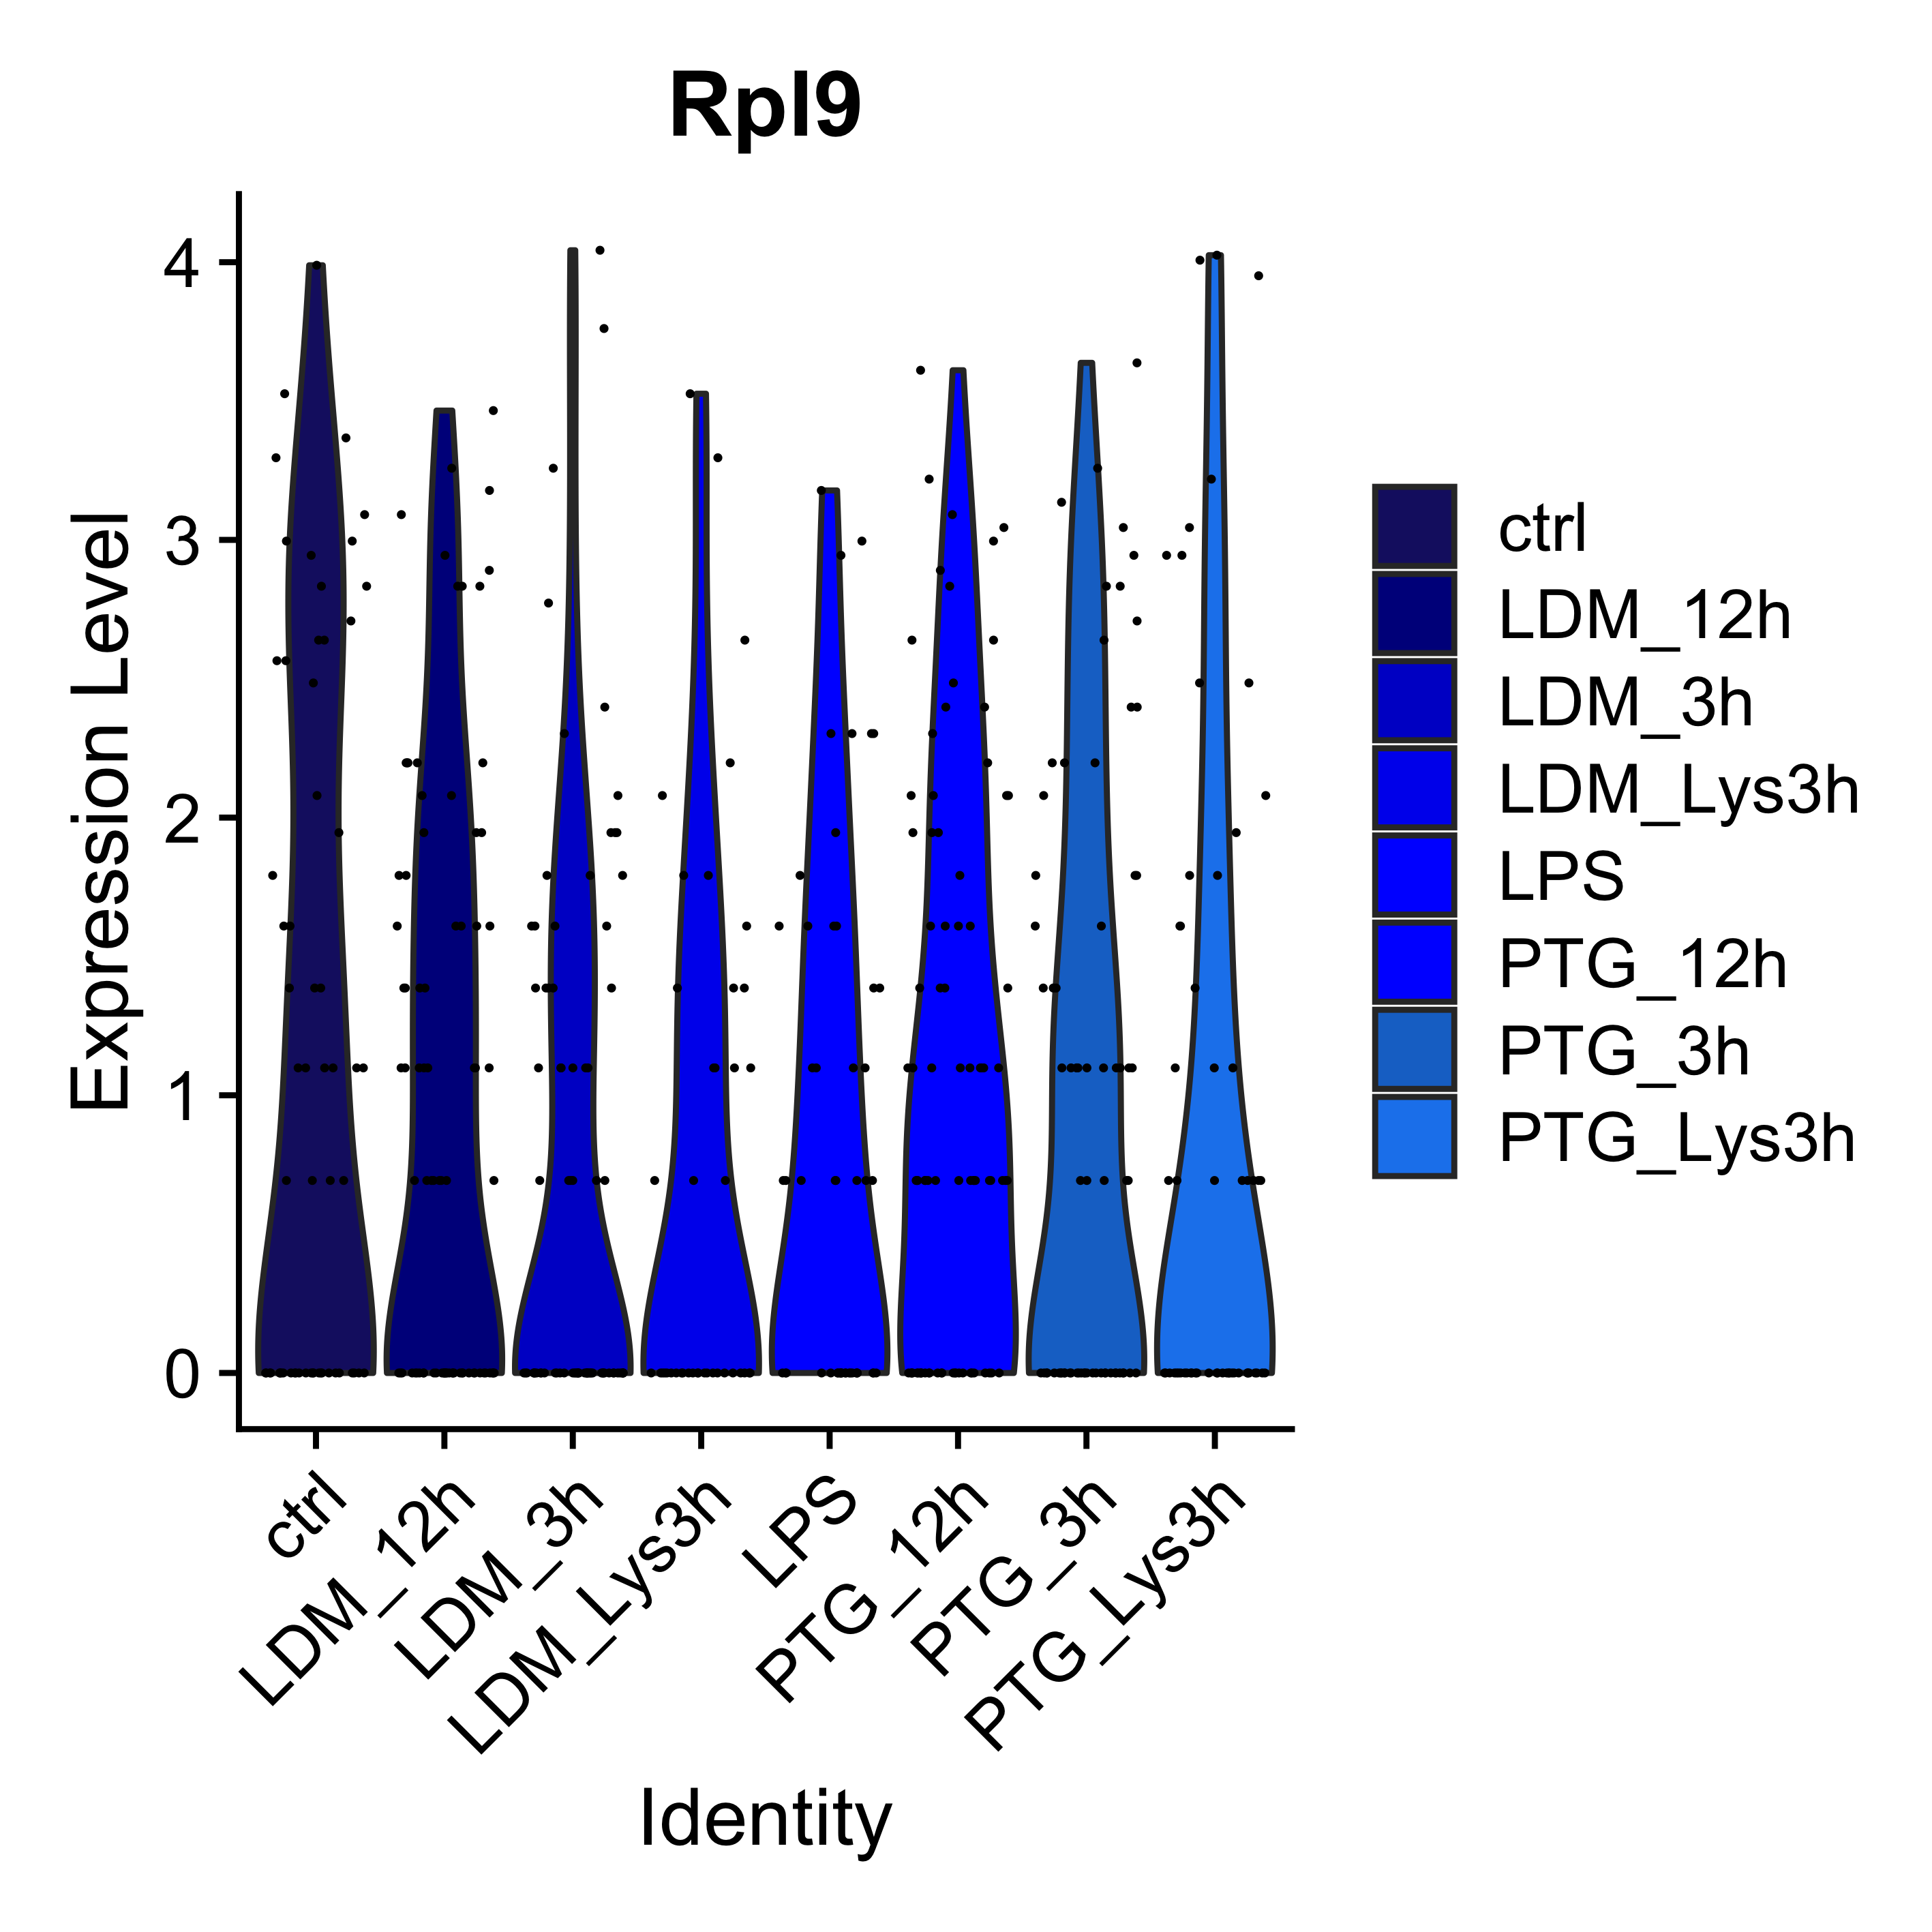 Rpl9
Expression Level
4
3
2
1
0
ctrl
LDM_12h
LDM_3h
LDM_Lys3h
LPS
PTG_12h
PTG_3h
PTG_Lys3h
Identity
ctrl
LDM_12h
LDM_3h
LDM_Lys3h
LPS
PTG_12h
PTG_3h
PTG_Lys3h